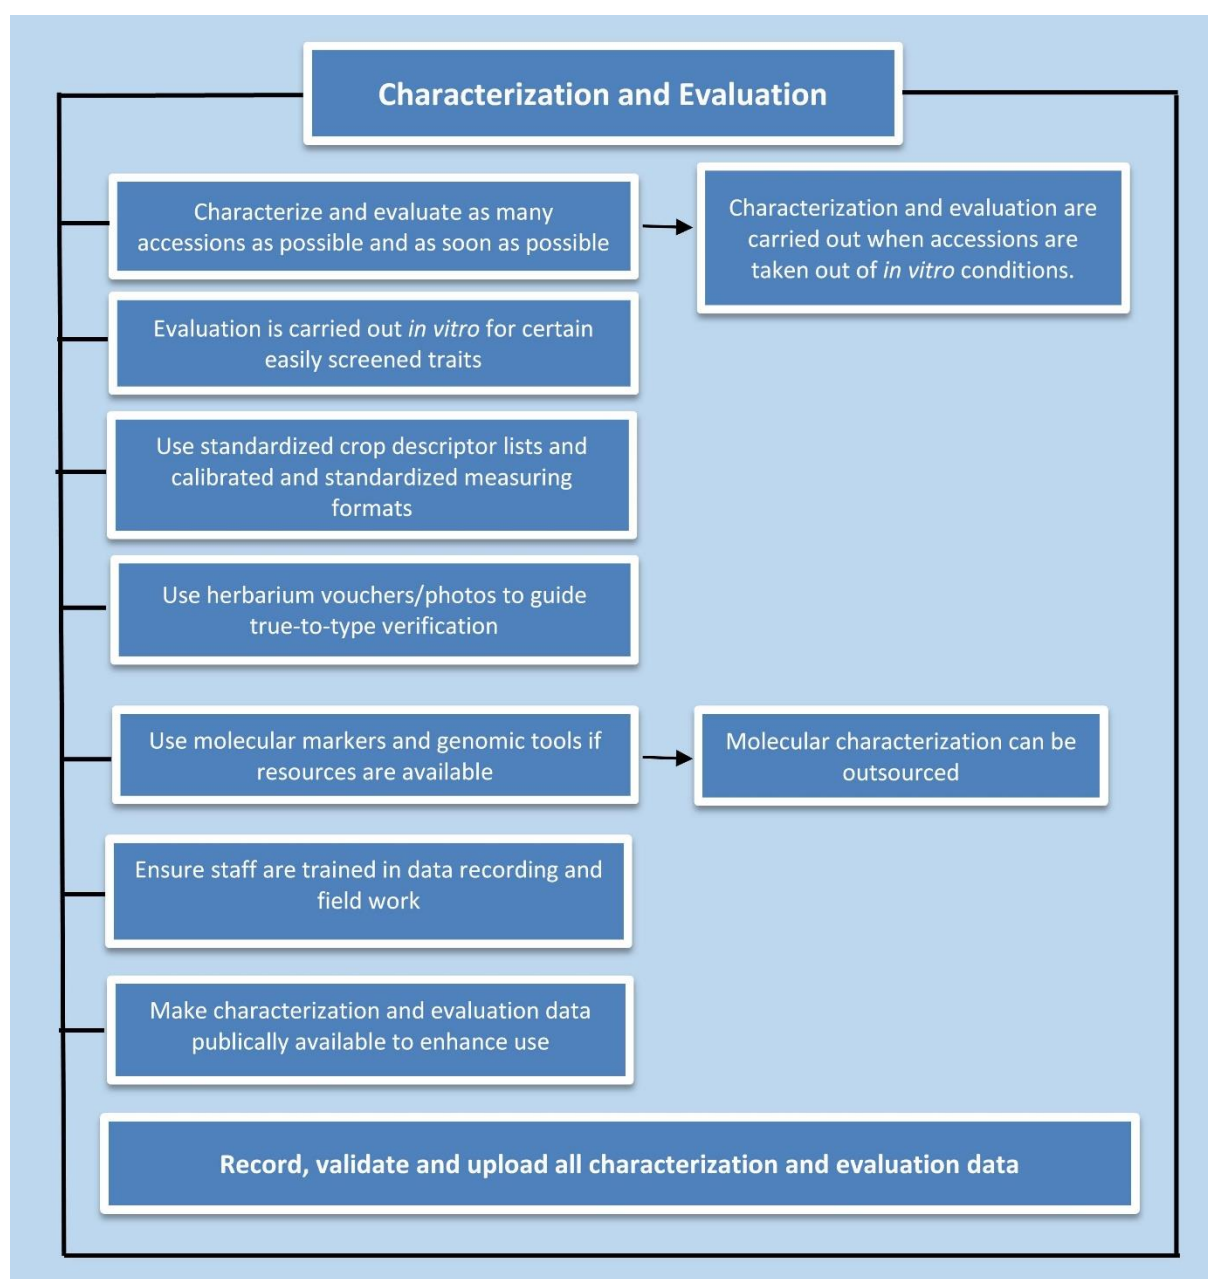 Characterization and Evaluation
Characterize and evaluate as many
accessions as possible and as soon as possible
Characterization and evaluation are
carried out when accessions are
taken out of in vitro conditions.
Evaluation is carried out in vitro for certain
easily screened traits
Use standardized crop descriptor lists and
calibrated and standardized measuring
formats
Use herbarium vouchers/photos to guide
true-to-type verification
Use molecular markers and genomic tools if
resources are available
Molecular characterization can be
outsourced
Ensure staff are trained in data recording and
field work
Make characterization and evaluation data
publically available to enhance use
Record, validate and upload all characterization and evaluation data